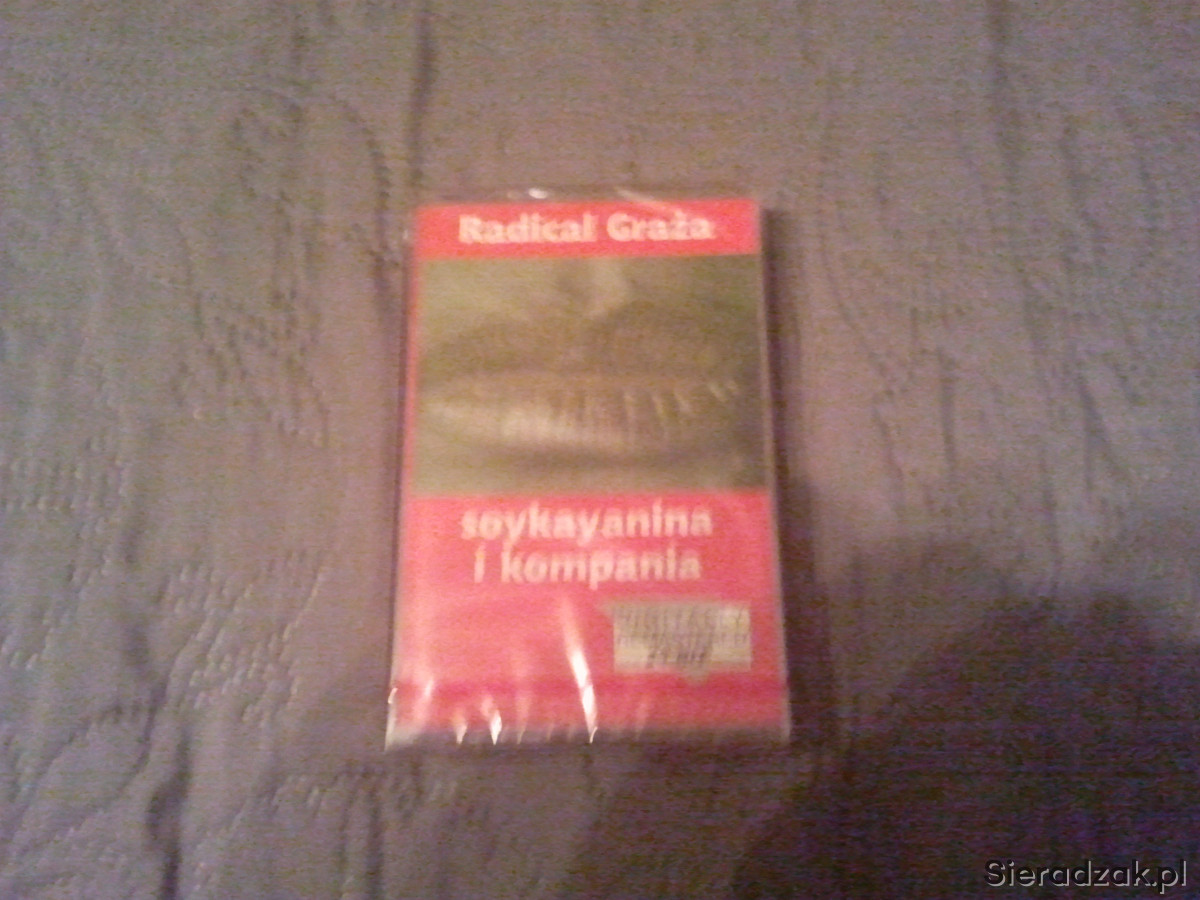 Radical Graża
soykayanina
i kompania
Sieradzak.pl